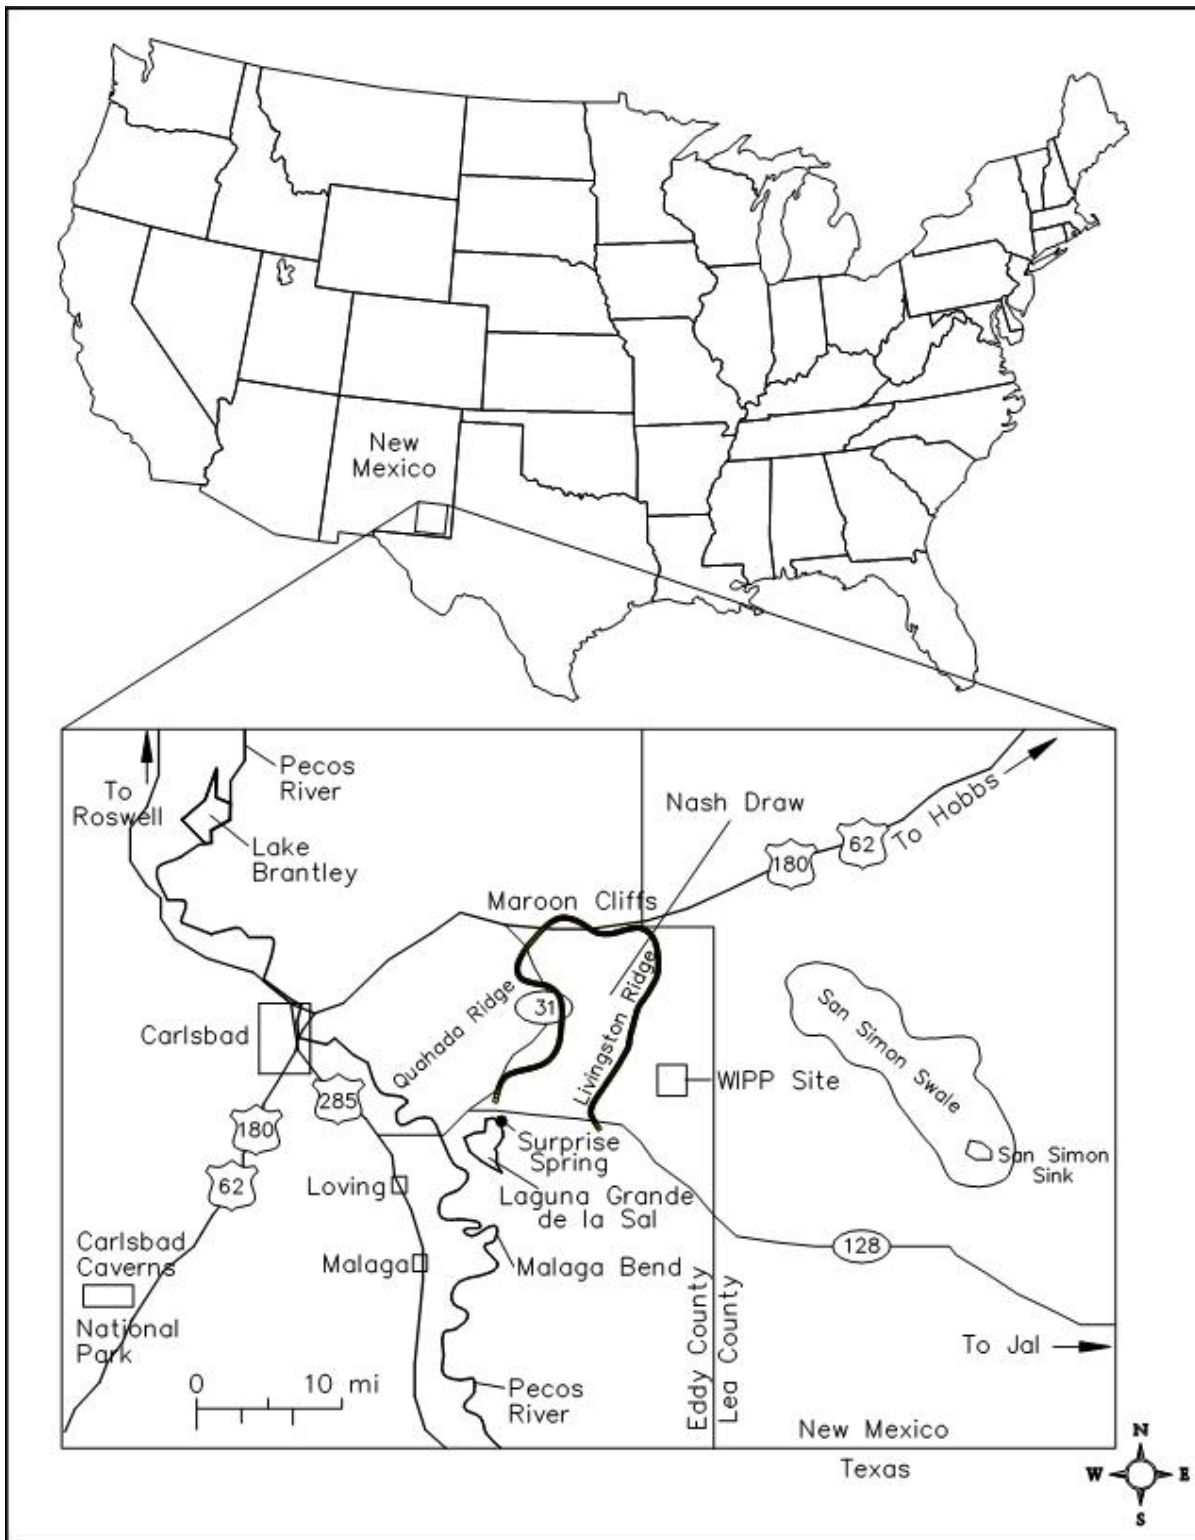 New
Mexico
To
Roswell
Pecos
River
Lake
Brantley
Nash Draw
To Hobbs
62
180
Maroon Cliffs
Quahada Ridge
31
Livingston Ridge
San Simon Swale
Carlsbad
WIPP Site
285
180
62
Surprise
Spring
San Simon
Sink
Loving
Laguna Grande
de la Sal
Carlsbad
Caverns
National
Park
Malaga
Malaga Bend
128
Eddy County
Lea County
To Jal
0 10 mi
Pecos
River
New Mexico
Texas
N
W
E
S